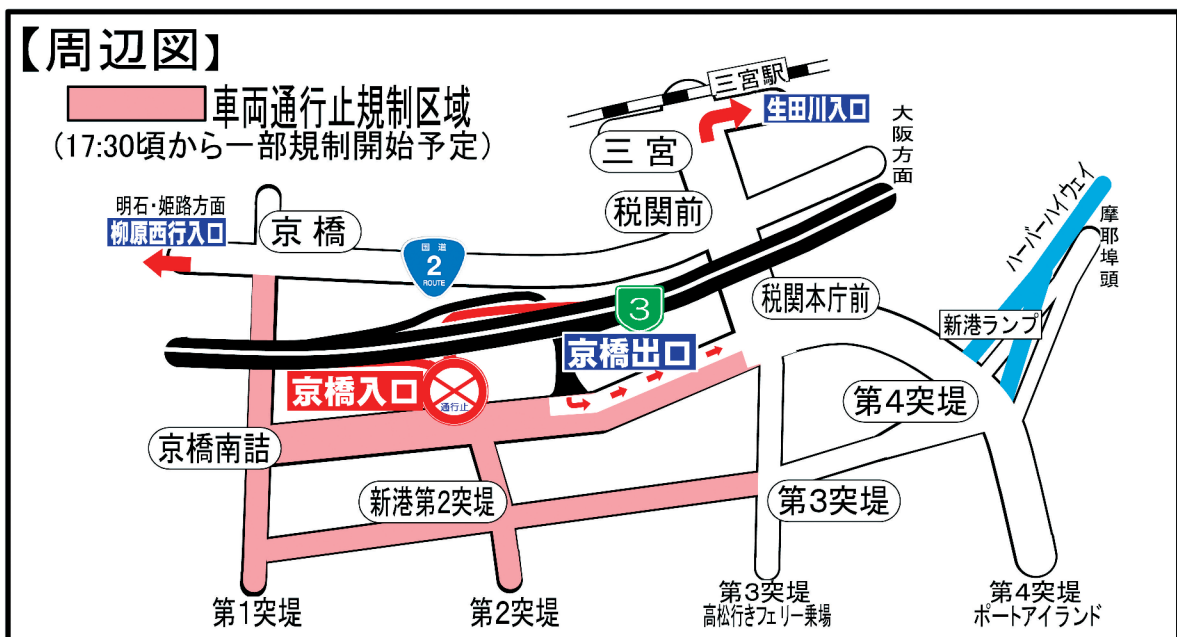 【周辺図】
車両通行止規制区域
(17:30頃から一部規制開始予定)
三宮駅
生田川入口
大阪方面
三宮
税関前
ハーバーハイウェイ
摩耶埠頭
明石・姫路方面
柳原西行入口
京橋
国道
2
ROUTE
3
税関本庁前
新港ランプ
京橋出口
京橋入口
通行止
第4突堤
京橋南詰
新港第2突堤
第3突堤
第1突堤
第2突堤
第3突堤
高松行きフェリー乗場
第4突堤
ポートアイランド